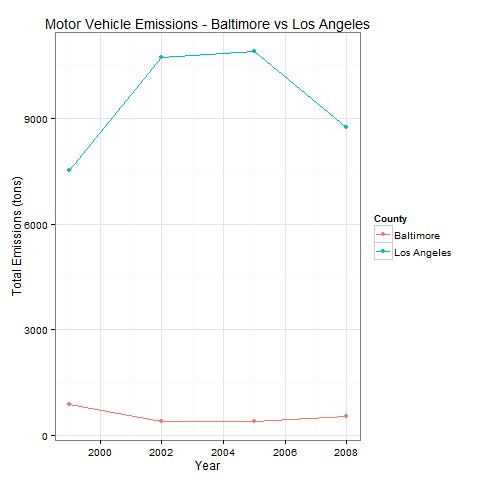 Motor Vehicle Emissions - Baltimore vs Los Angeles
Total Emissions (tons)
9000
6000
3000
0
2000 2002 2004 2006 2008
Year
County
Baltimore
Los Angeles